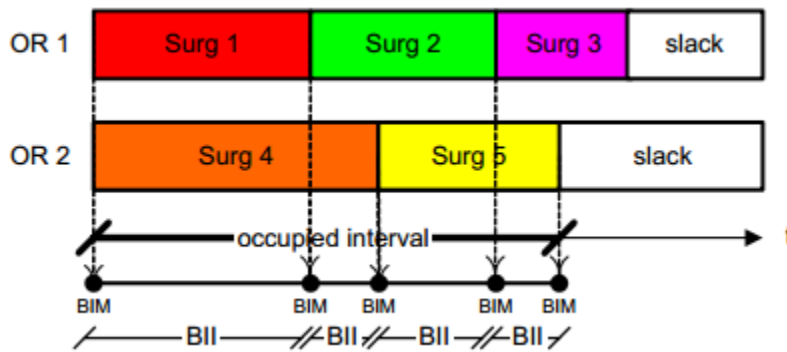 OR 1 Surg 1 Surg 2 Surg 3 slack
OR 2 Surg 4 Surg 5 slack
occupied interval t
BIM BIM BIM BIM BIM
BII BII BII BII